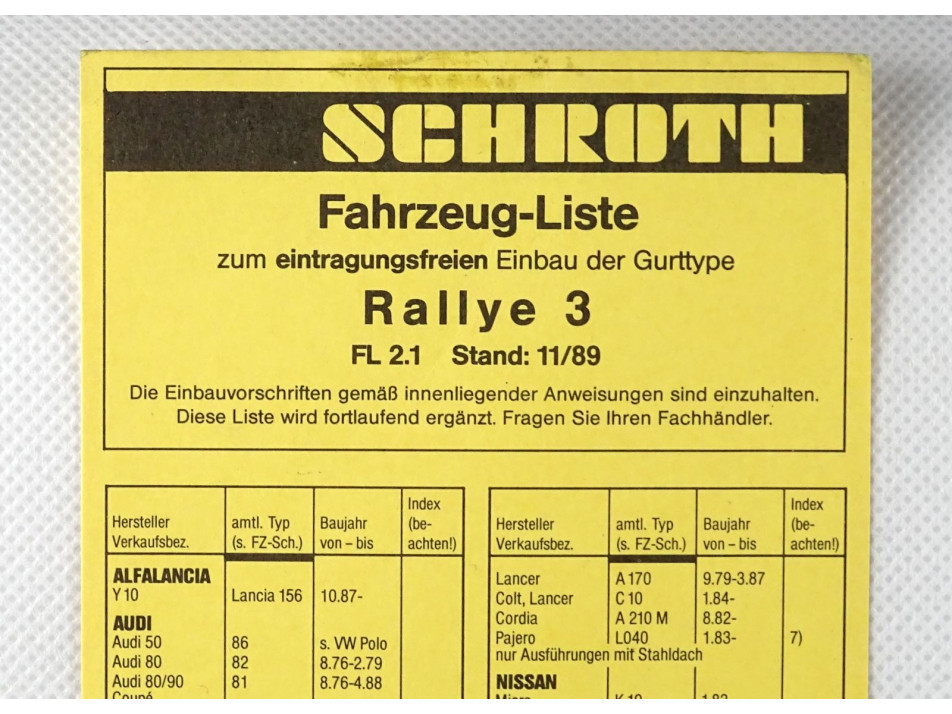 SCHROTH
Fahrzeug-Liste
zum eintragungsfreien Einbau der Gurttype
Rallye 3
FL 2.1 Stand: 11/89
Die Einbauvorschriften gemäß innenliegender Anweisungen sind einzuhalten.
Diese Liste wird fortlaufend ergänzt. Fragen Sie Ihren Fachhändler.
Hersteller Verkaufsbez. amtl. Typ (s. FZ-Sch.) Baujahr von – bis Index (be- achten!)
ALFALANCIA
Y 10 Lancia 156 10.87-
AUDI
Audi 50 86 s. VW Polo
Audi 80 82 8.76-2.79
Audi 80/90 81 8.76-4.88
Coupé
Hersteller Verkaufsbez. amtl. Typ (s. FZ-Sch.) Baujahr von – bis Index (be- achten!)
Lancer A 170 9.79-3.87
Colt, Lancer C 10 1.84-
Cordia A 210 M 8.82-
Pajero L040 1.83- 7)
nur Ausführungen mit Stahldach
NISSAN